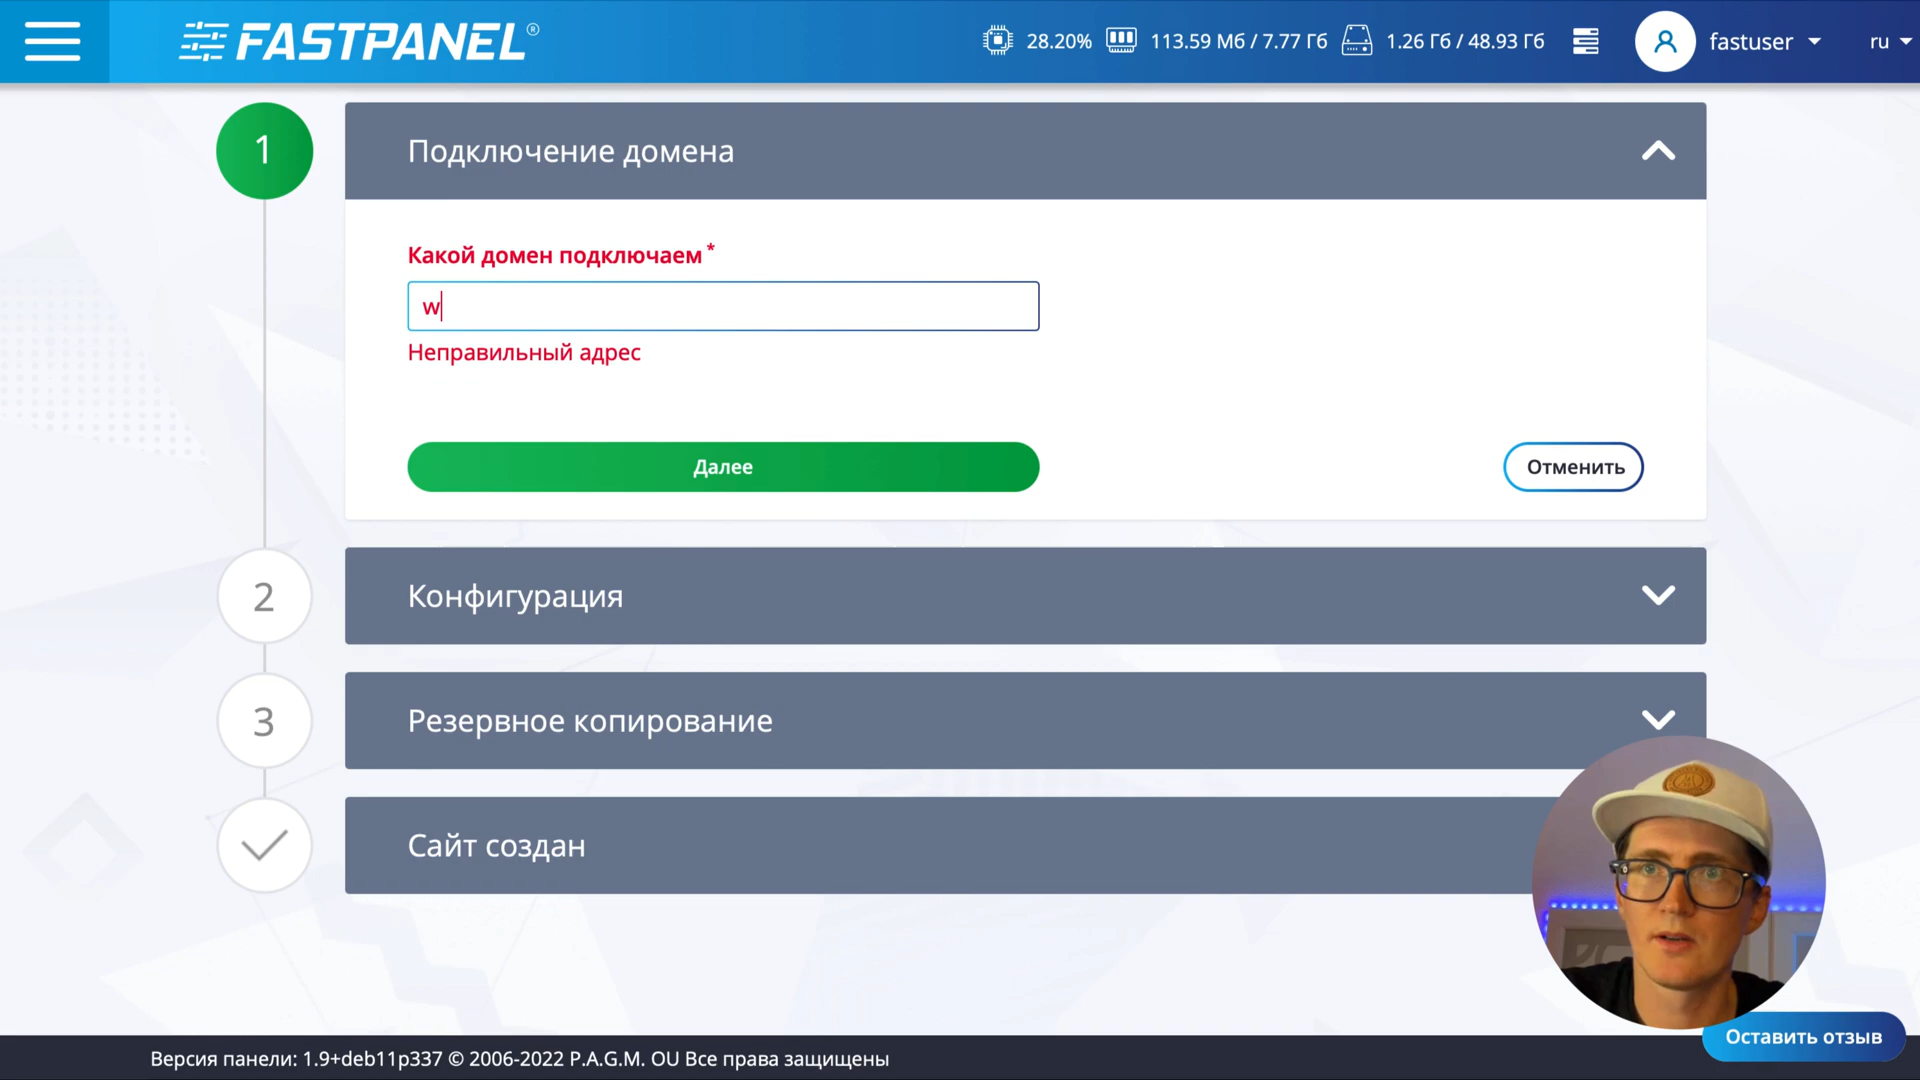 FASTPANEL®
28.20%
113.59 Мб / 7.77 Гб
1.26 Гб / 48.93 Гб
fastuser
ru
1
Подключение домена
Какой домен подключаем *
w
Неправильный адрес
Далее
Отменить
2
Конфигурация
3
Резервное копирование
Сайт создан
Оставить отзыв
Версия панели: 1.9+deb11p337 © 2006-2022 P.A.G.M. OU Все права защищены